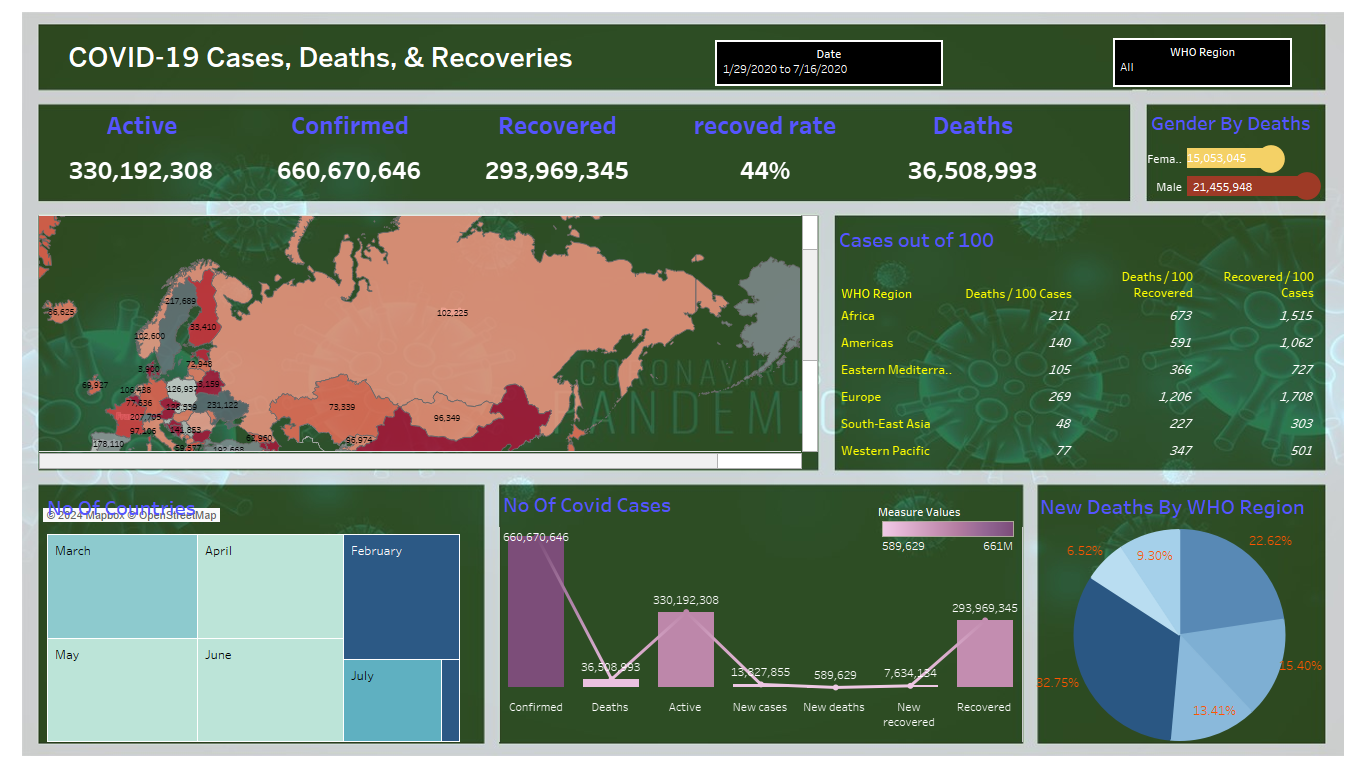 COVID-19 Cases, Deaths, & Recoveries
Date
1/29/2020 to 7/16/2020
WHO Region
All
Active
Confirmed
Recovered
recoved rate
Deaths
330,192,308
660,670,646
293,969,345
44%
36,508,993
Gender By Deaths
Fema..
15,053,045
Male
21,455,948
36,625
217,689
102,225
102,600
33,410
3,900
72,948
69,927
106,438
126,937
77,636
231,122
207,705
73,339
96,349
97,106
141,853
178,110
62,960
96,974
192,668
CORONAVIRUS
PANDEMIC
Cases out of 100
WHO Region
Deaths / 100 Cases
Deaths / 100
Recovered
Recovered / 100
Cases
Africa 211 673 1,515
Americas 140 591 1,062
Eastern Mediterra.. 105 366 727
Europe 269 1,206 1,708
South-East Asia 48 227 303
Western Pacific 77 347 501
No Of Countries
© 2024 Mapbox © OpenStreetMap
March
April
February
May
June
July
No Of Covid Cases
Measure Values
589,629 661M
660,670,646
36,508,993
330,192,308
13,827,855
589,629
7,634,134
293,969,345
Confirmed
Deaths
Active
New cases
New deaths
New
recovered
Recovered
New Deaths By WHO Region
6.52%
9.30%
22.62%
15.40%
32.75%
13.41%